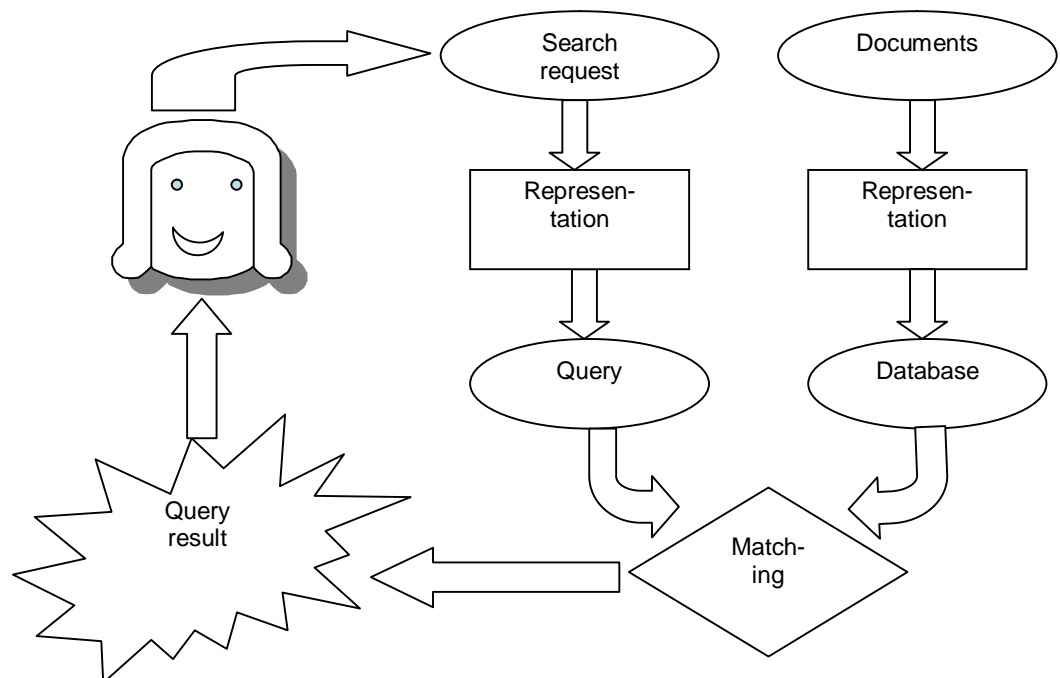 Search
request
Documents
Represen-
tation
Represen-
tation
Query
Database
Query
result
Match-
ing